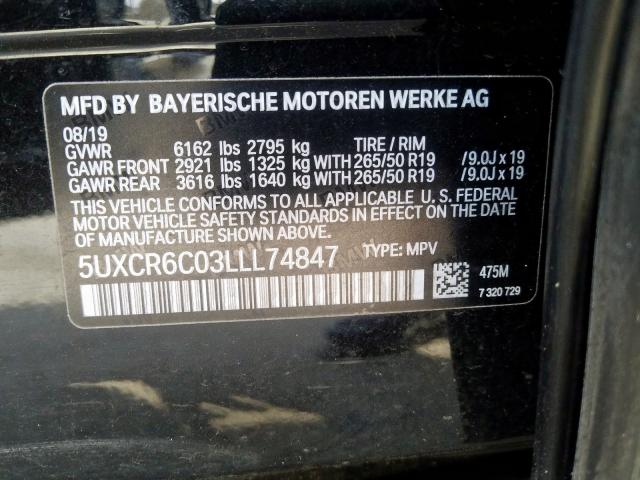 MFD BY BAYERISCHE MOTOREN WERKE AG
08/19
GVWR 6162 lbs 2795 kg TIRE / RIM
GAWR FRONT 2921 lbs 1325 kg WITH 265/50 R19 /9.0J x 19
GAWR REAR 3616 lbs 1640 kg WITH 265/50 R19 /9.0J x 19
THIS VEHICLE CONFORMS TO ALL APPLICABLE U. S. FEDERAL
MOTOR VEHICLE SAFETY STANDARDS IN EFFECT ON THE DATE
OF MANUFACTURE SHOWN ABOVE.
5UXCR6C03LLL74847 TYPE: MPV
475M
7 320 729